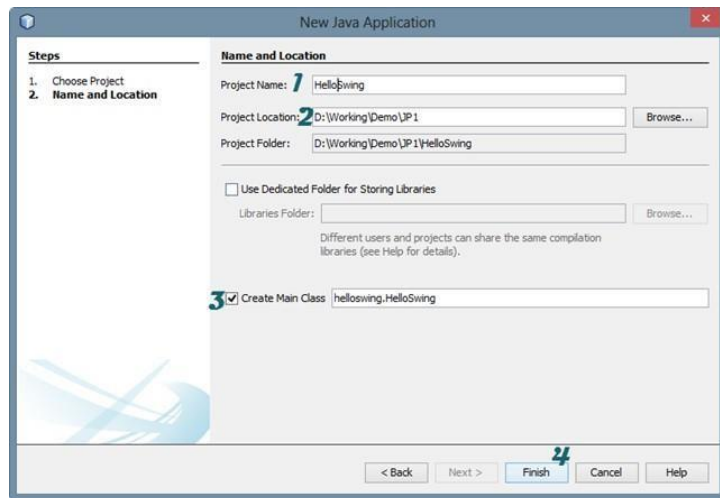 New Java Application
Steps
1. Choose Project
2. Name and Location
Name and Location
Project Name: 1 HelloSwing
Project Location: 2 D:\Working\Demo\JP1 Browse...
Project Folder: D:\Working\Demo\JP1\HelloSwing
Use Dedicated Folder for Storing Libraries
Libraries Folder: Browse...
Different users and projects can share the same compilation
libraries (see Help for details).
3 Create Main Class helloswing.HelloSwing
4
< Back Next > Finish Cancel Help